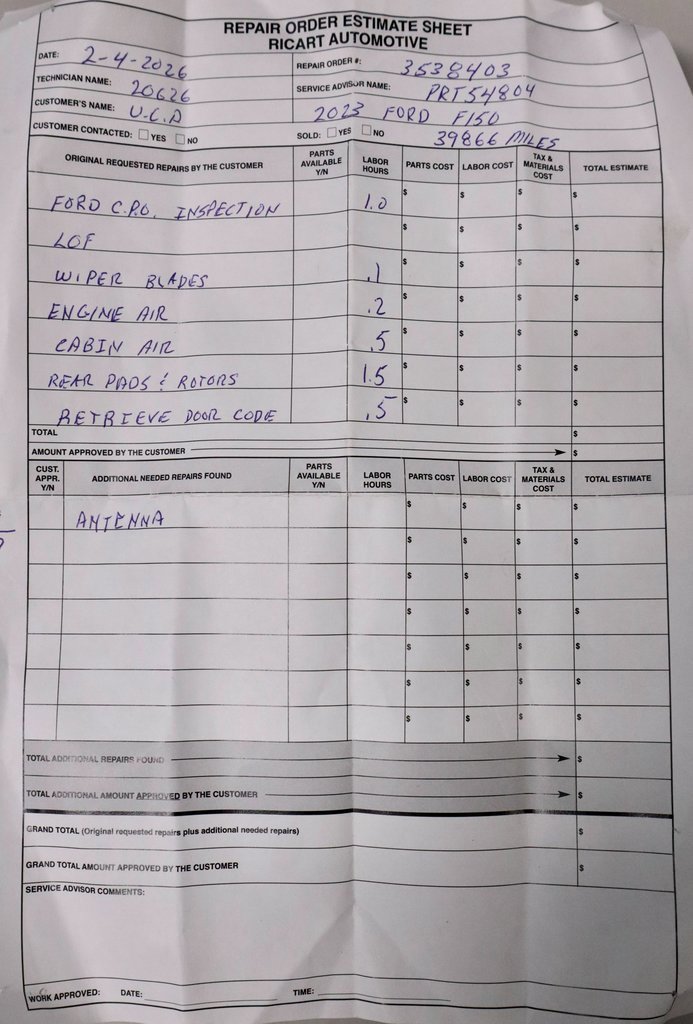 REPAIR ORDER ESTIMATE SHEET
RICART AUTOMOTIVE
DATE: 2-4-2026
REPAIR ORDER #: 3538403
TECHNICIAN NAME: 20626
SERVICE ADVISOR NAME: PRT54804
CUSTOMER'S NAME: U.C.D
2023 FORD F150
CUSTOMER CONTACTED: YES NO SOLD: YES NO 39866 MILES
ORIGINAL REQUESTED REPAIRS BY THE CUSTOMER PARTS AVAILABLE Y/N LABOR HOURS PARTS COST LABOR COST TAX & MATERIALS COST TOTAL ESTIMATE
FORD C.P.O. INSPECTION 1.0 $ $ $ $
LOF $ $ $ $
WIPER BLADES .1 $ $ $ $
ENGINE AIR .2 $ $ $ $
CABIN AIR .5 $ $ $ $
REAR PADS & ROTORS 1.5 $ $ $ $
RETRIEVE DOOR CODE .5 $ $ $ $
TOTAL $
AMOUNT APPROVED BY THE CUSTOMER $
CUST. APPR. Y/N ADDITIONAL NEEDED REPAIRS FOUND PARTS AVAILABLE Y/N LABOR HOURS PARTS COST LABOR COST TAX & MATERIALS COST TOTAL ESTIMATE
ANTENNA $ $ $ $
$ $ $ $
$ $ $ $
$ $ $ $
$ $ $ $
$ $ $ $
$ $ $ $
TOTAL ADDITIONAL REPAIRS FOUND $
TOTAL ADDITIONAL AMOUNT APPROVED BY THE CUSTOMER $
GRAND TOTAL (Original requested repairs plus additional needed repairs) $
GRAND TOTAL AMOUNT APPROVED BY THE CUSTOMER $
SERVICE ADVISOR COMMENTS:
WORK APPROVED: DATE: TIME: